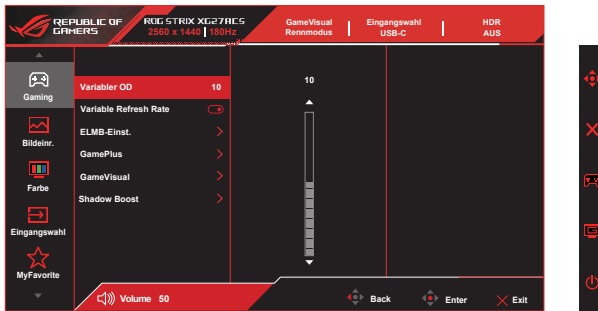 REPUBLIC OF GAMERS
ROG STRIX XG27ACS
2560 x 1440 180Hz
GameVisual
Rennmodus
Eingangswahl
USB-C
HDR
AUS
Gaming
Bildeinr.
Farbe
Eingangswahl
MyFavorite
Variabler OD 10
Variable Refresh Rate
ELMB-Einst.
GamePlus
GameVisual
Shadow Boost
10
Volume 50
Back
Enter
Exit